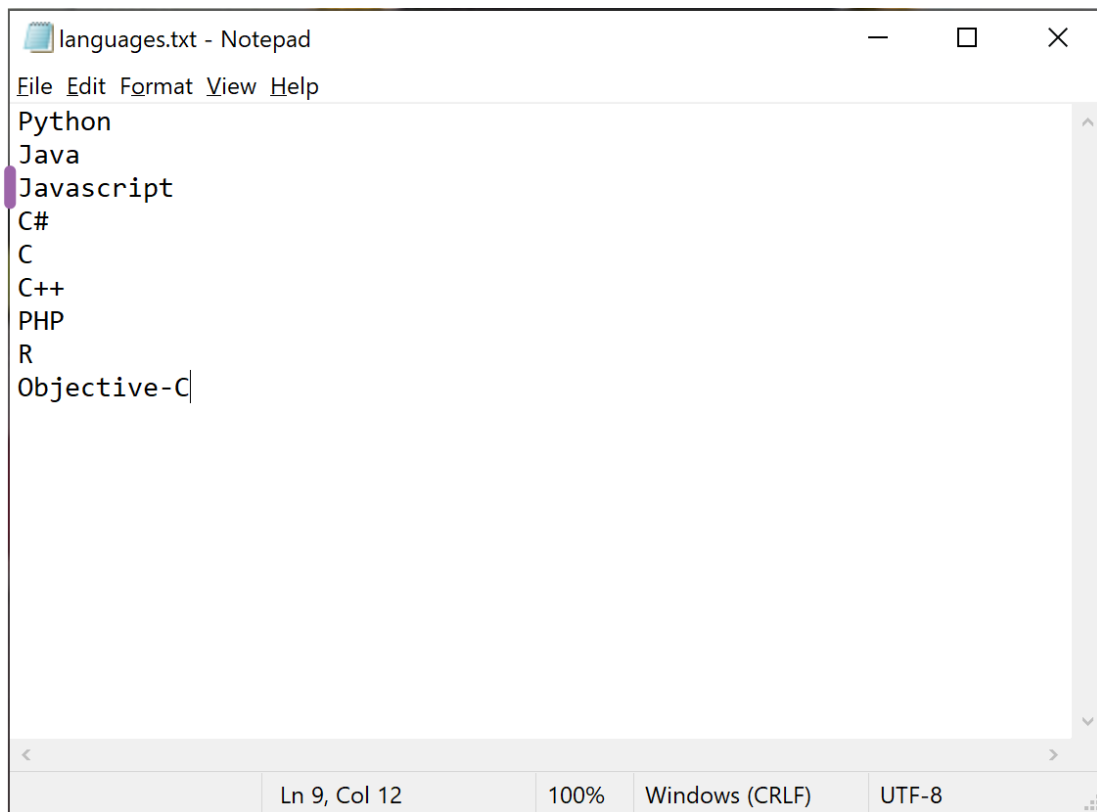 languages.txt - Notepad
File Edit Format View Help
Python
Java
Javascript
C#
C
C++
PHP
R
Objective-C
Ln 9, Col 12 100% Windows (CRLF) UTF-8